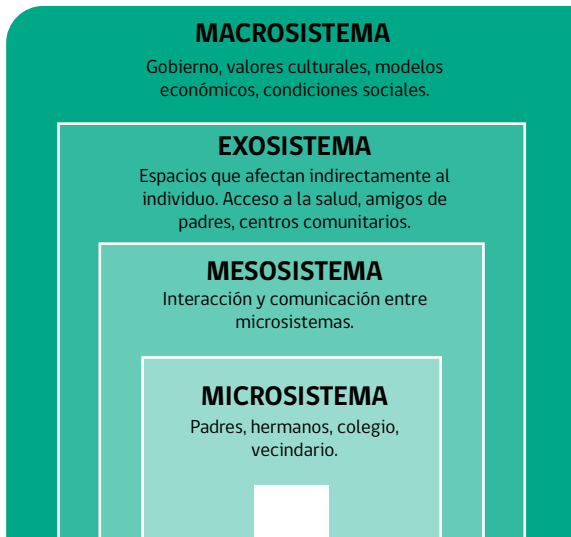 MACROSISTEMA
Gobierno, valores culturales, modelos
económicos, condiciones sociales.
EXOSISTEMA
Espacios que afectan indirectamente al
individuo. Acceso a la salud, amigos de
padres, centros comunitarios.
MESOSISTEMA
Interacción y comunicación entre
microsistemas.
MICROSISTEMA
Padres, hermanos, colegio,
vecindario.